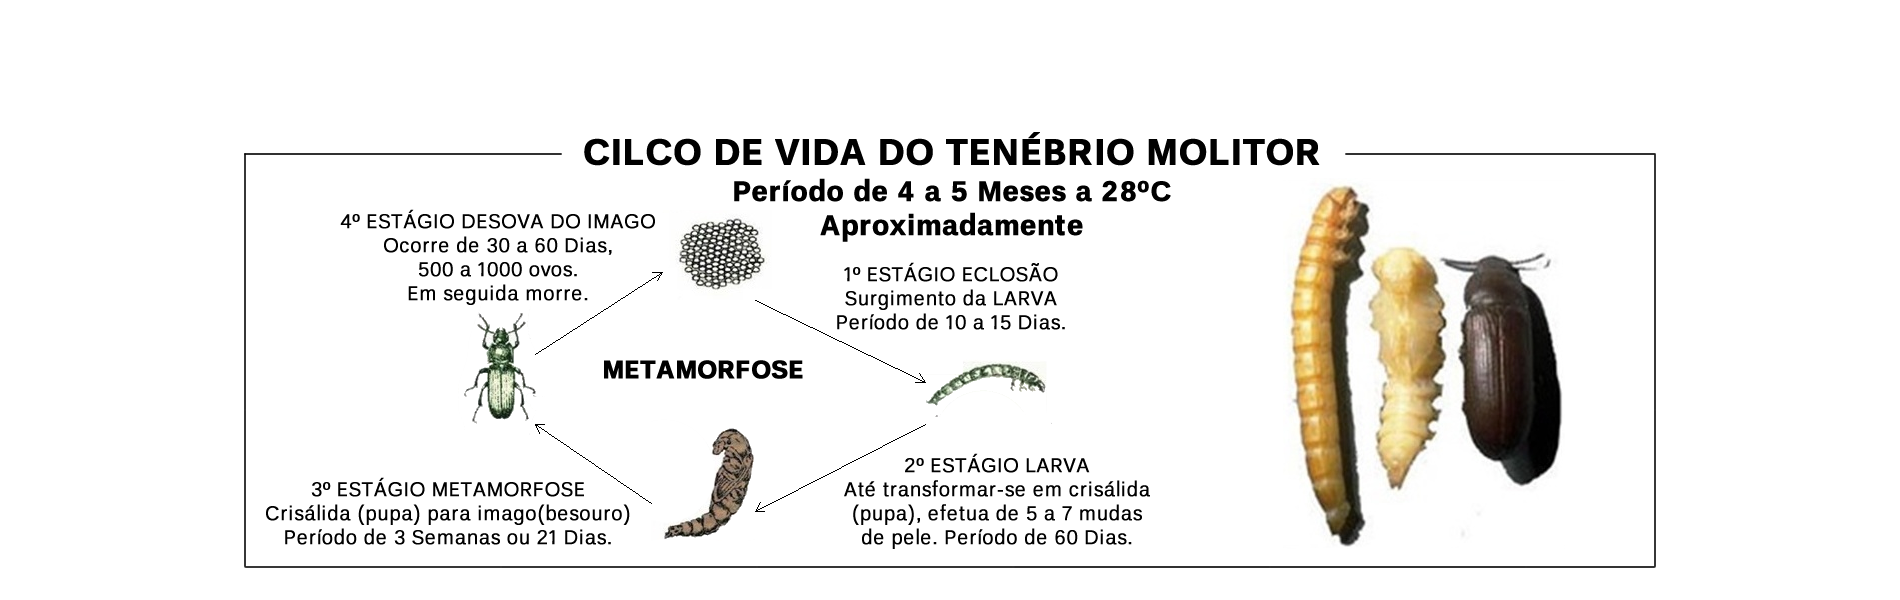 CILCO DE VIDA DO TENÉBRIO MOLITOR
Período de 4 a 5 Meses a 28ºC
Aproximadamente
4º ESTÁGIO DESOVA DO IMAGO
Ocorre de 30 a 60 Dias,
500 a 1000 ovos.
Em seguida morre.
1º ESTÁGIO ECLOSÃO
Surgimento da LARVA
Período de 10 a 15 Dias.
METAMORFOSE
2º ESTÁGIO LARVA
Até transformar-se em crisálida
(pupa), efetua de 5 a 7 mudas
de pele. Período de 60 Dias.
3º ESTÁGIO METAMORFOSE
Crisálida (pupa) para imago(besouro)
Período de 3 Semanas ou 21 Dias.